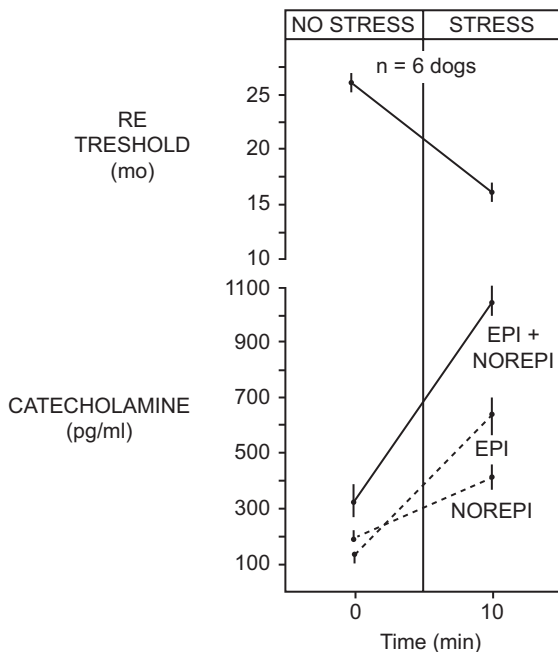 NO STRESS STRESS
n = 6 dogs
RE
TRESHOLD
(mo)
25
20
15
10
CATECHOLAMINE
(pg/ml)
1100
900
700
500
300
100
EPI +
NOREPI
EPI
NOREPI
0 10
Time (min)